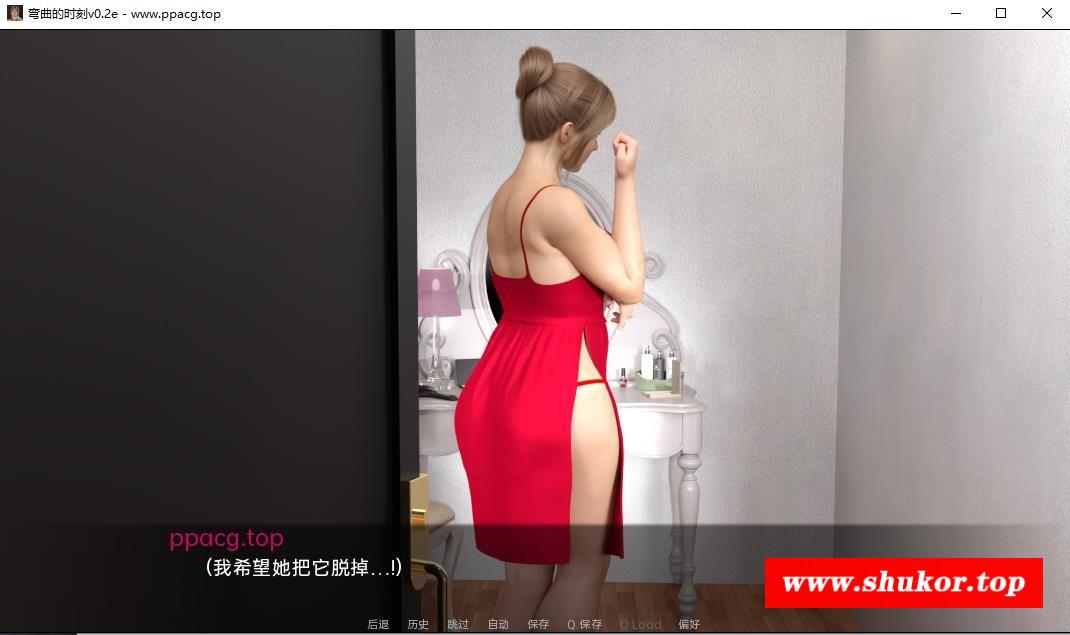 弯曲的时刻v0.2e - www.ppacg.top
ppacg.top
(我希望她把它脱掉...!)
www.shukor.top
后退 历史 跳过 自动 保存 Q.保存 Q.Load 偏好